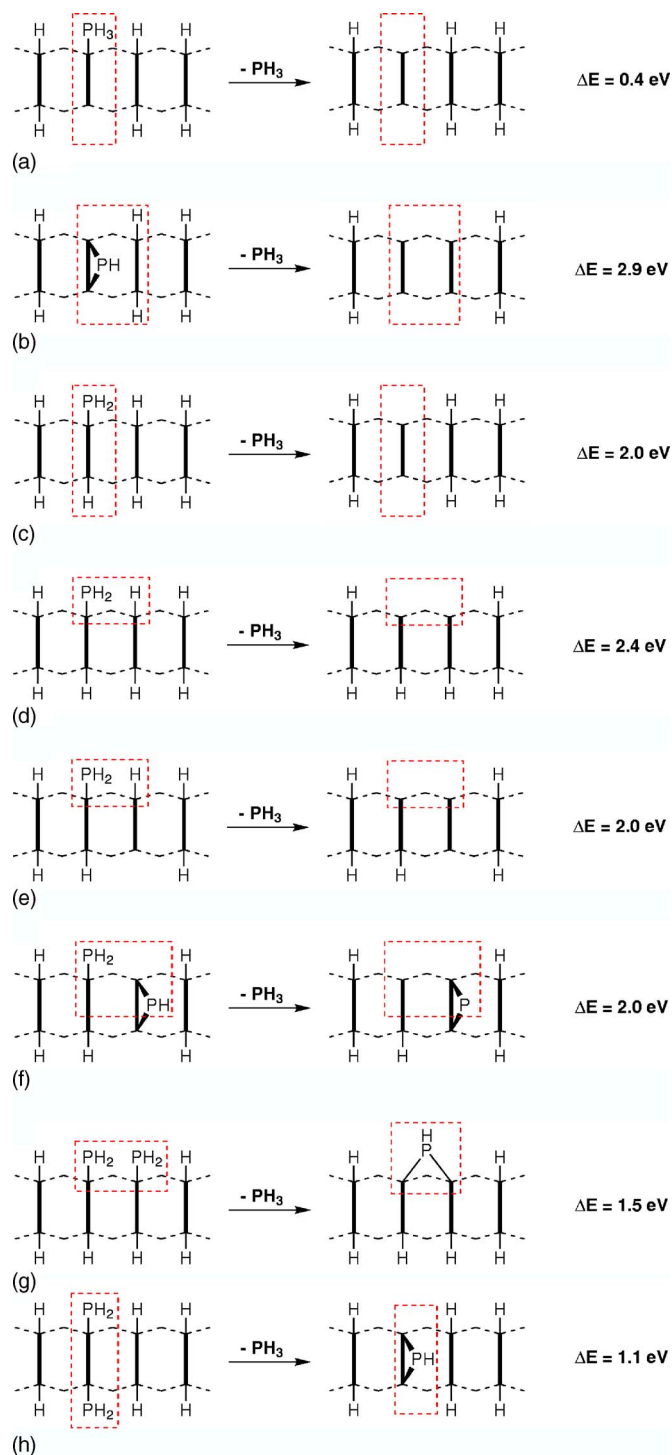 H PH₃ H H H H H
- PH₃ ΔE = 0.4 eV
H H H H H H
(a)
H H H H H
PH - PH₃ ΔE = 2.9 eV
H H H H H
(b)
H PH₂ H H H H H
- PH₃ ΔE = 2.0 eV
H H H H H H H
(c)
H PH₂ H H H H
- PH₃ ΔE = 2.4 eV
H H H H H H H H
(d)
H PH₂ H H H H
- PH₃ ΔE = 2.0 eV
H H H H H H
(e)
H PH₂ H H H
PH - PH₃ P ΔE = 2.0 eV
H H H H H H
(f)
H
H PH₂ PH₂ H H P H
- PH₃ ΔE = 1.5 eV
H H H H H H H H
(g)
H PH₂ H H H H H
- PH₃ PH ΔE = 1.1 eV
H PH₂ H H H H H
(h)